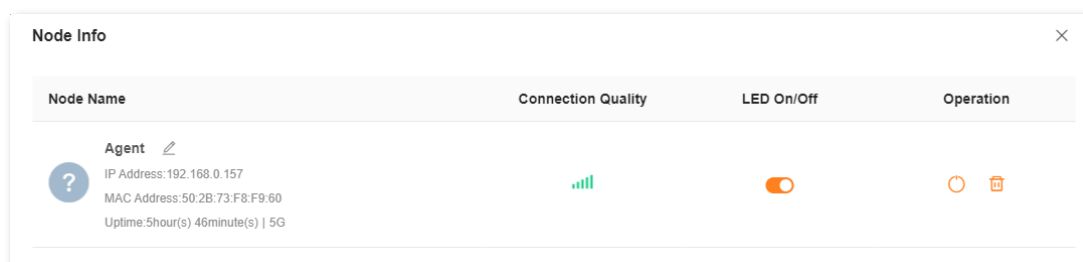 Node Info
Node Name Connection Quality LED On/Off Operation
Agent
IP Address:192.168.0.157
?
MAC Address:50:2B:73:F8:F9:60
Uptime:5hour(s) 46minute(s) | 5G